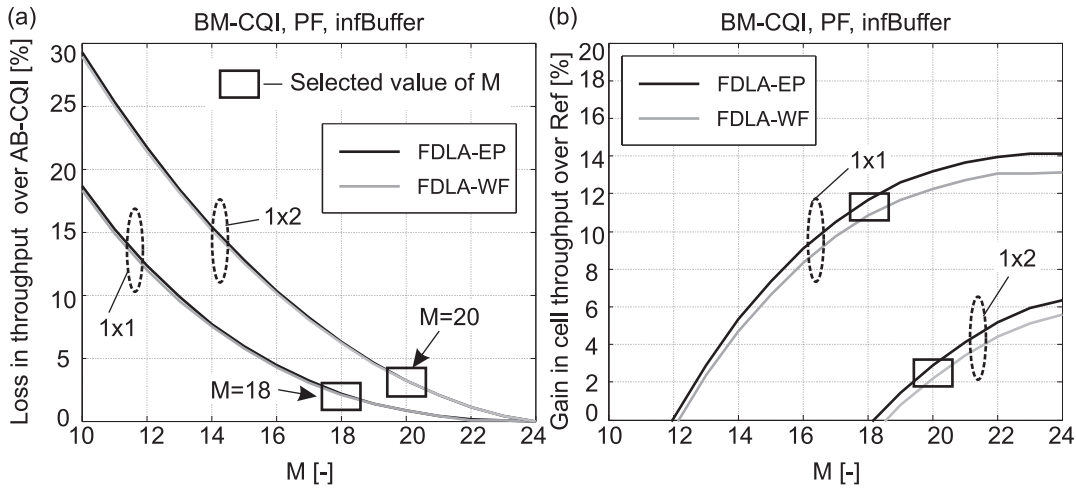 (a)
BM-CQI, PF, infBuffer
Loss in throughput over AB-CQI [%]
30
25
20
15
10
5
0
Selected value of M
FDLA-EP
FDLA-WF
1x2
1x1
M=20
M=18
10 12 14 16 18 20 22 24
M [-]
(b)
BM-CQI, PF, infBuffer
Gain in cell throughput over Ref [%]
20
18
16
14
12
10
8
6
4
2
0
FDLA-EP
FDLA-WF
1x1
1x2
10 12 14 16 18 20 22 24
M [-]